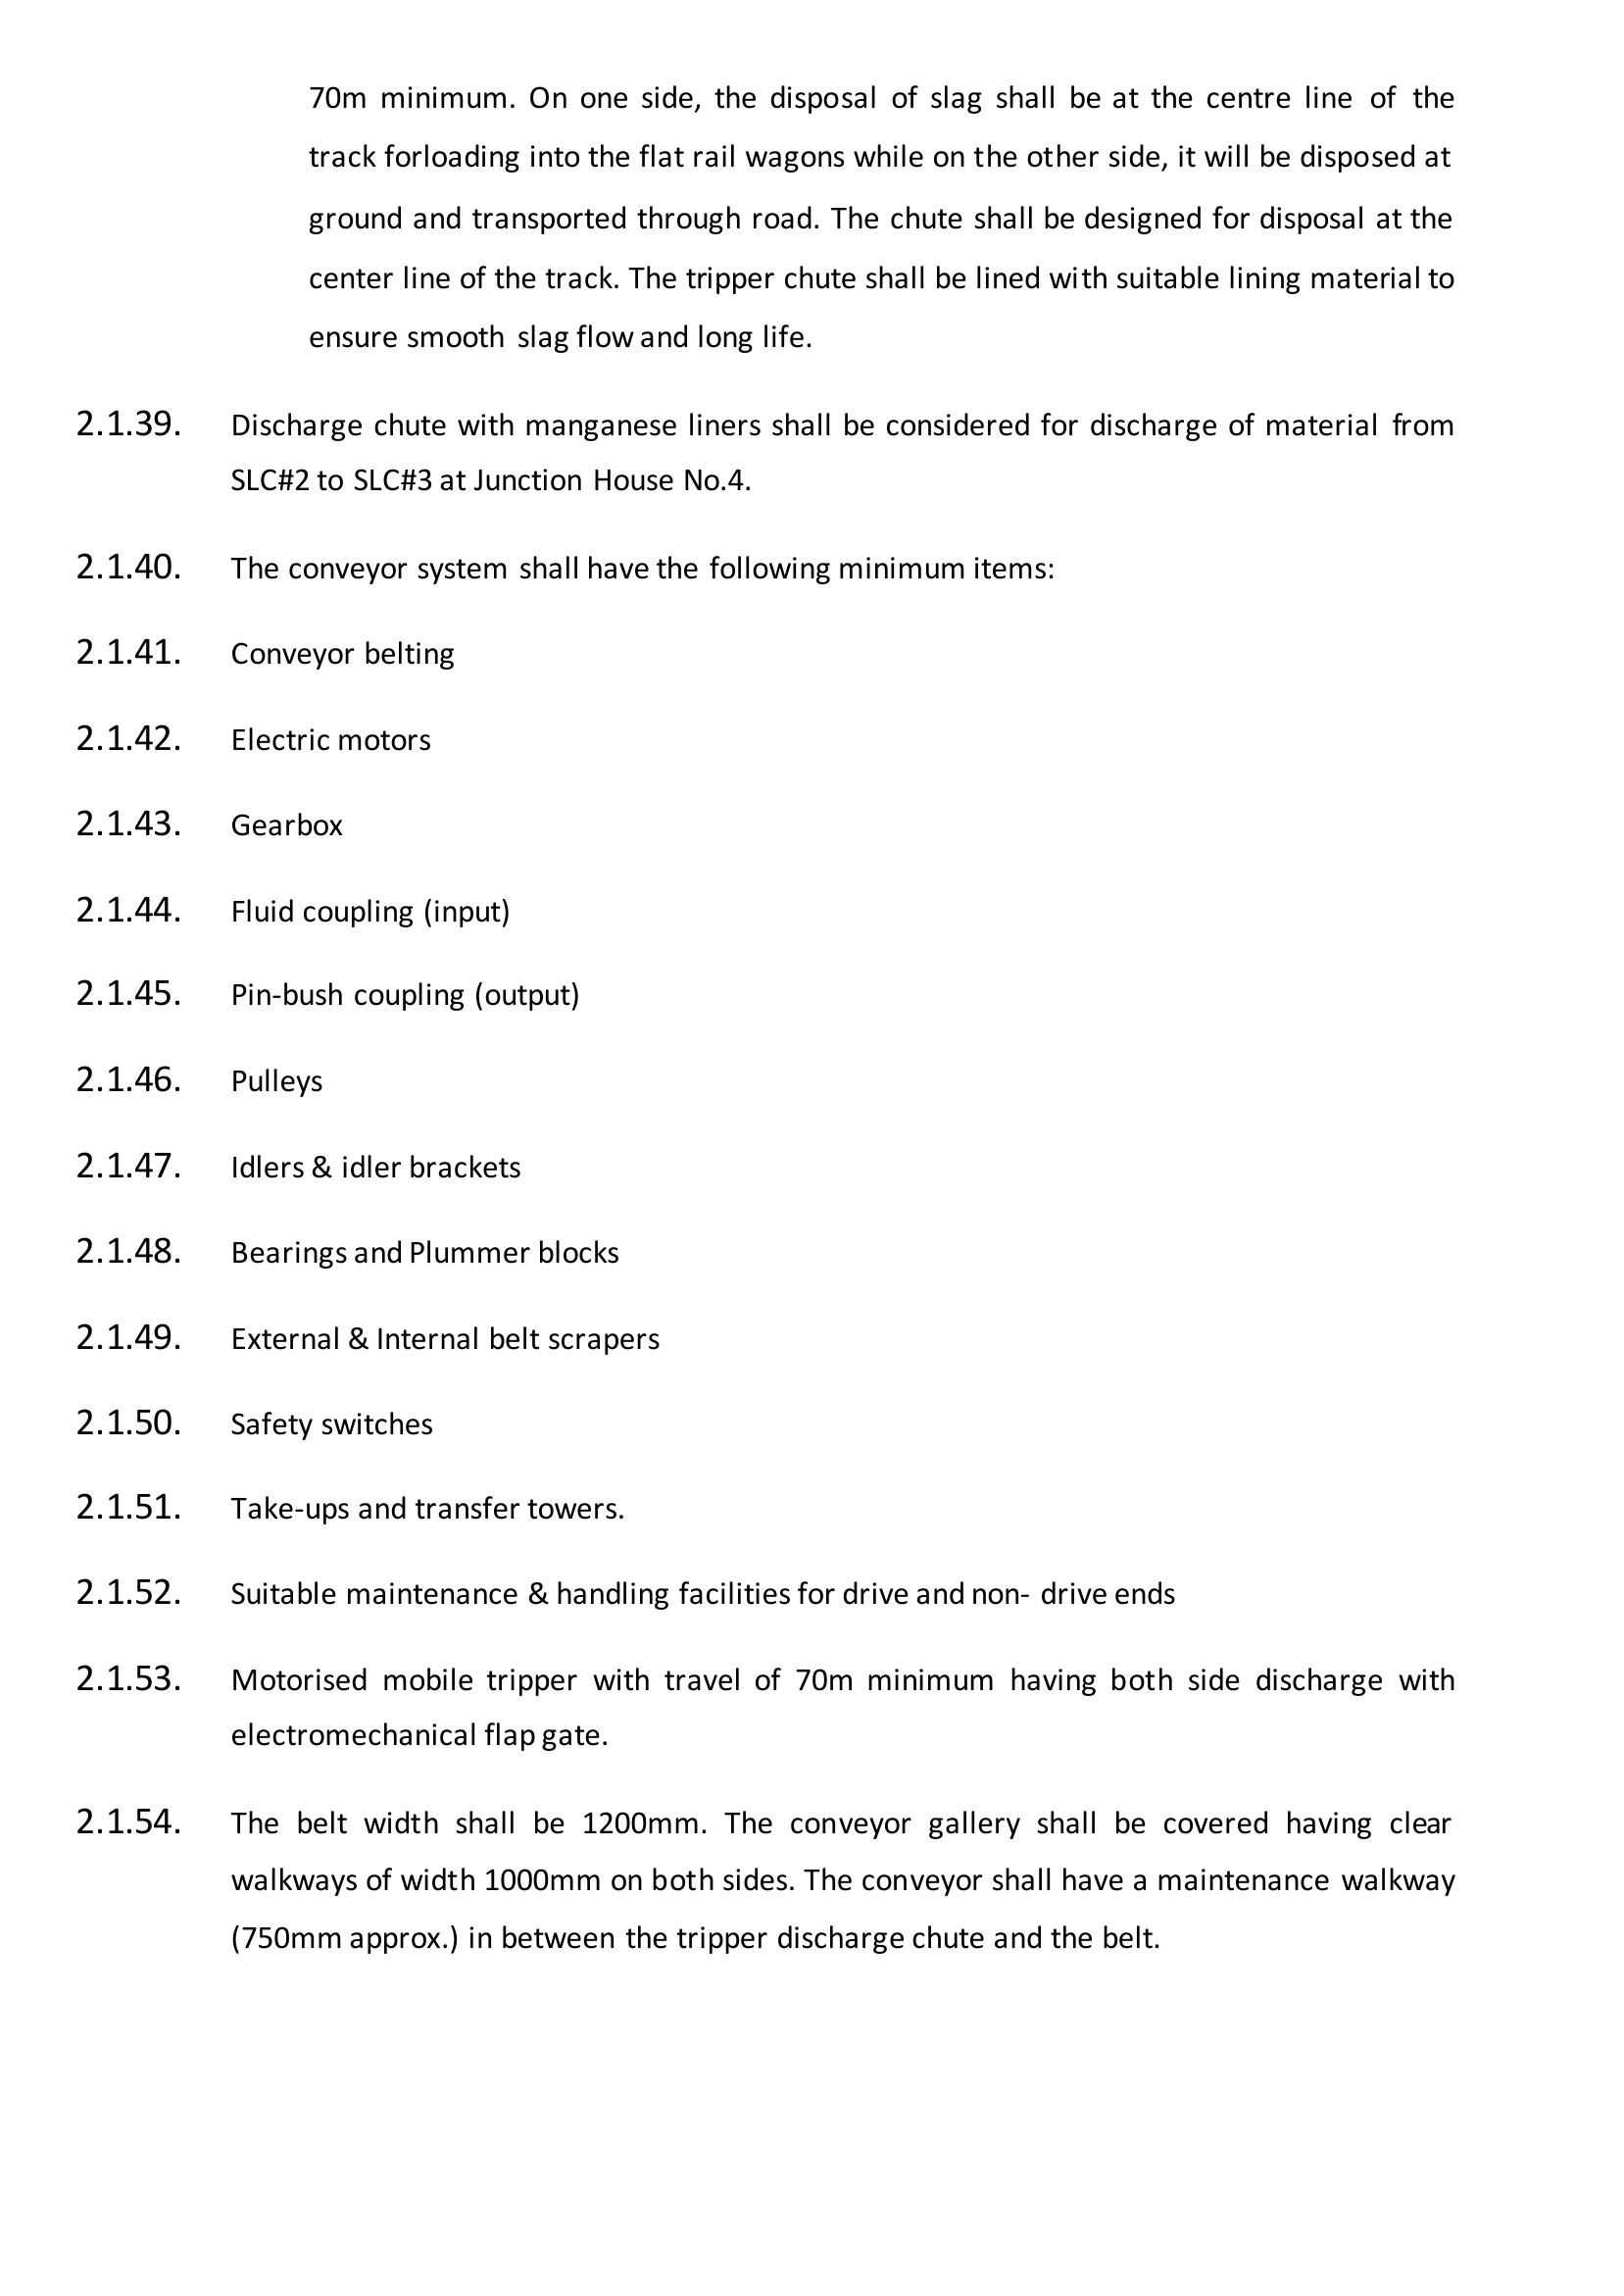 70m minimum. On one side, the disposal of slag shall be at the centre line of the
track forloading into the flat rail wagons while on the other side, it will be disposed at
ground and transported through road. The chute shall be designed for disposal at the
center line of the track. The tripper chute shall be lined with suitable lining material to
ensure smooth slag flow and long life.
2.1.39. Discharge chute with manganese liners shall be considered for discharge of material from
SLC#2 to SLC#3 at Junction House No.4.
2.1.40. The conveyor system shall have the following minimum items:
2.1.41. Conveyor belting
2.1.42. Electric motors
2.1.43. Gearbox
2.1.44. Fluid coupling (input)
2.1.45. Pin-bush coupling (output)
2.1.46. Pulleys
2.1.47. Idlers & idler brackets
2.1.48. Bearings and Plummer blocks
2.1.49. External & Internal belt scrapers
2.1.50. Safety switches
2.1.51. Take-ups and transfer towers.
2.1.52. Suitable maintenance & handling facilities for drive and non- drive ends
2.1.53. Motorised mobile tripper with travel of 70m minimum having both side discharge with
electromechanical flap gate.
2.1.54. The belt width shall be 1200mm. The conveyor gallery shall be covered having clear
walkways of width 1000mm on both sides. The conveyor shall have a maintenance walkway
(750mm approx.) in between the tripper discharge chute and the belt.